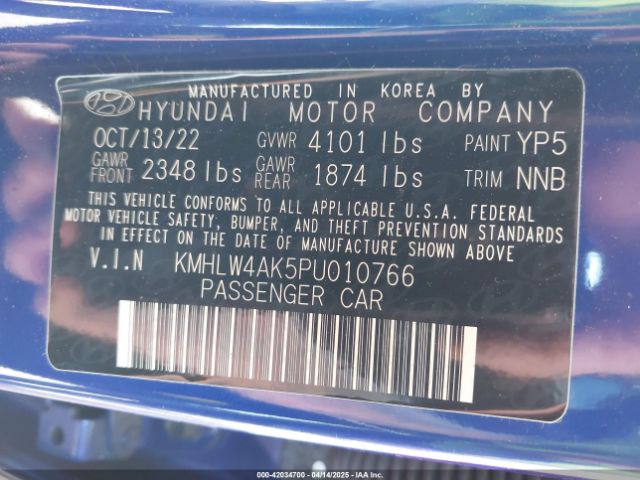 MANUFACTURED IN KOREA BY
HYUNDAI MOTOR COMPANY
OCT/13/22 GVWR 4101 lbs PAINT YP5
GAWR FRONT 2348 lbs GAWR REAR 1874 lbs TRIM NNB
THIS VEHICLE CONFORMS TO ALL APPLICABLE U.S.A. FEDERAL
MOTOR VEHICLE SAFETY, BUMPER, AND THEFT PREVENTION STANDARDS
IN EFFECT ON THE DATE OF MANUFACTURE SHOWN ABOVE
V.I.N KMHLW4AK5PU010766
PASSENGER CAR
000-42034700 04/14/2025 - IAA Inc.